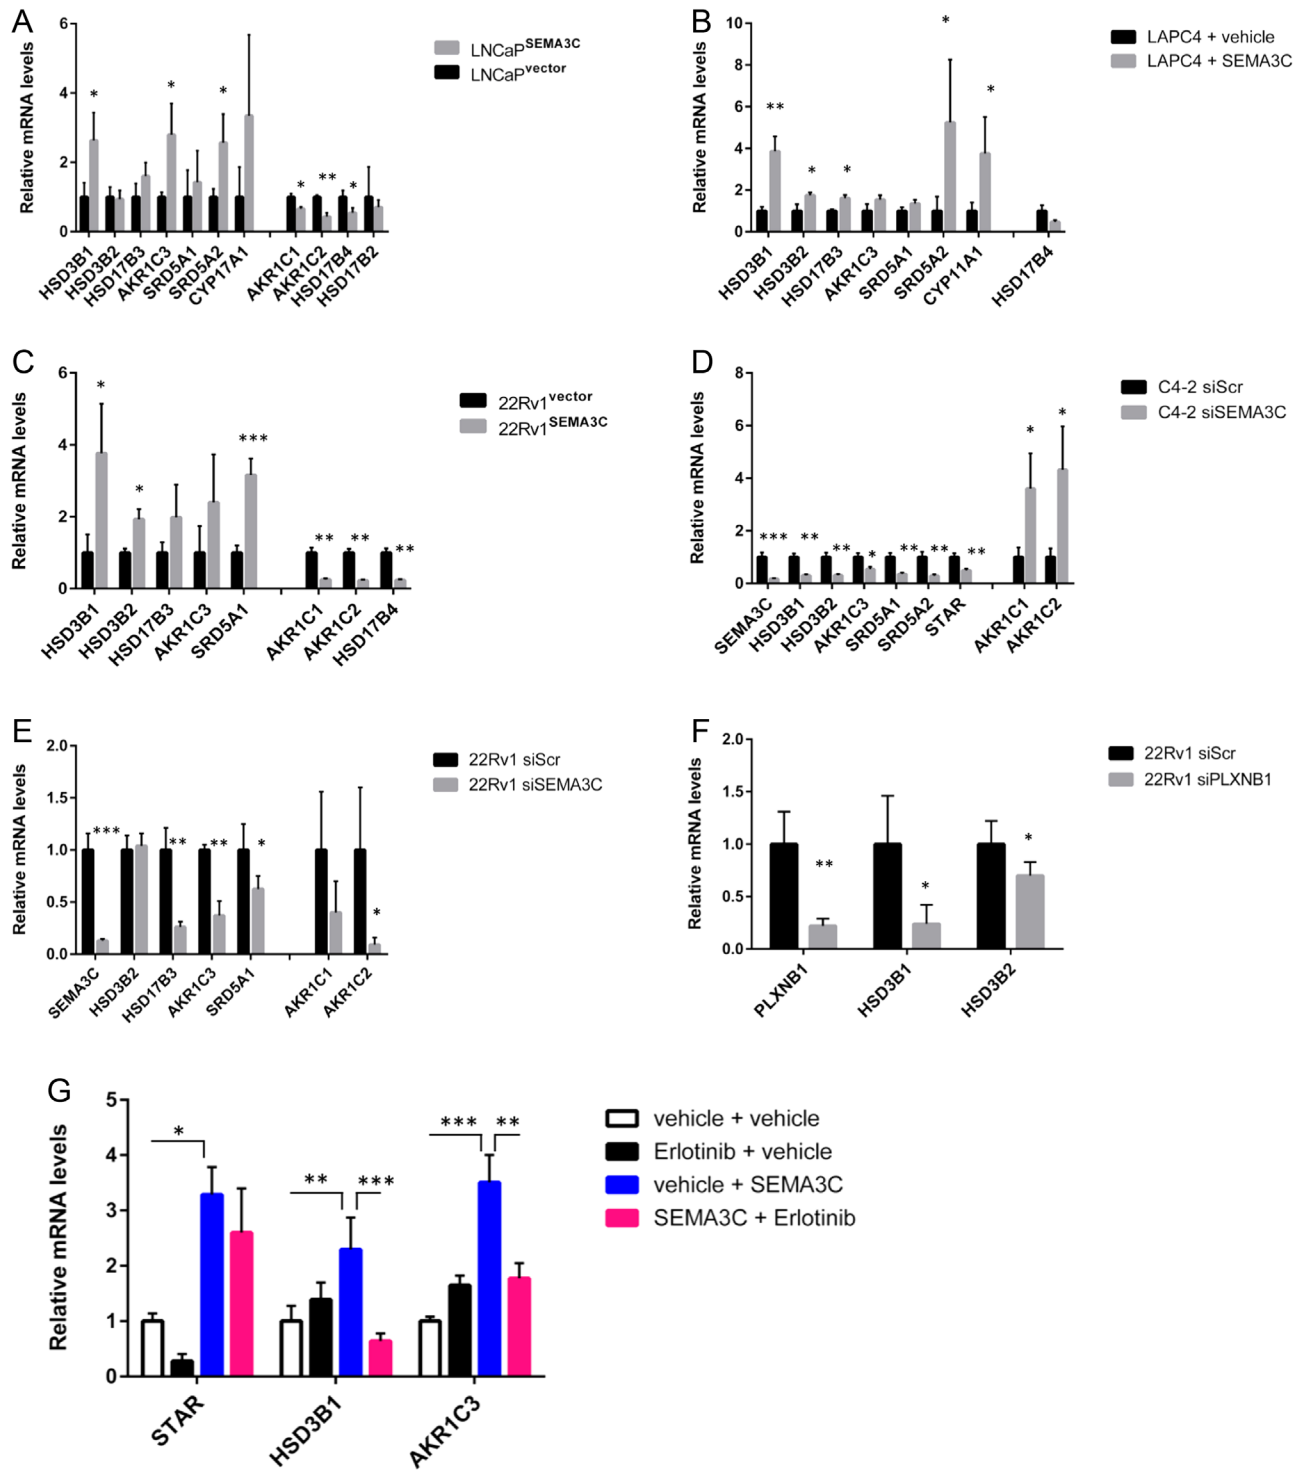 A
Relative mRNA levels
6
4
2
0
* * * * ** *
HSD3B1 HSD3B2 HSD17B3 AKR1C3 SRD5A1 SRD5A2 CYP17A1 AKR1C1 AKR1C2 HSD17B4 HSD17B2
LNCaPSEMA3C
LNCaPvector
B
Relative mRNA levels
10
8
6
4
2
0
** * * * *
HSD3B1 HSD3B2 HSD17B3 AKR1C3 SRD5A1 SRD5A2 CYP11A1 HSD17B4
LAPC4 + vehicle
LAPC4 + SEMA3C
C
Relative mRNA levels
6
4
2
0
* * *** ** ** **
HSD3B1 HSD3B2 HSD17B3 AKR1C3 SRD5A1 AKR1C1 AKR1C2 HSD17B4
22Rv1vector
22Rv1SEMA3C
D
Relative mRNA levels
8
6
4
2
0
*** ** ** * ** ** ** * *
SEMA3C HSD3B1 HSD3B2 AKR1C3 SRD5A1 SRD5A2 STAR AKR1C1 AKR1C2
C4-2 siScr
C4-2 siSEMA3C
E
Relative mRNA levels
2.0
1.5
1.0
0.5
0.0
*** ** ** * *
SEMA3C HSD3B2 HSD17B3 AKR1C3 SRD5A1 AKR1C1 AKR1C2
22Rv1 siScr
22Rv1 siSEMA3C
F
Relative mRNA levels
2.0
1.5
1.0
0.5
0.0
** * *
PLXNB1 HSD3B1 HSD3B2
22Rv1 siScr
22Rv1 siPLXNB1
G
Relative mRNA levels
5
4
3
2
1
0
* ** *** *** **
STAR HSD3B1 AKR1C3
vehicle + vehicle
Erlotinib + vehicle
vehicle + SEMA3C
SEMA3C + Erlotinib